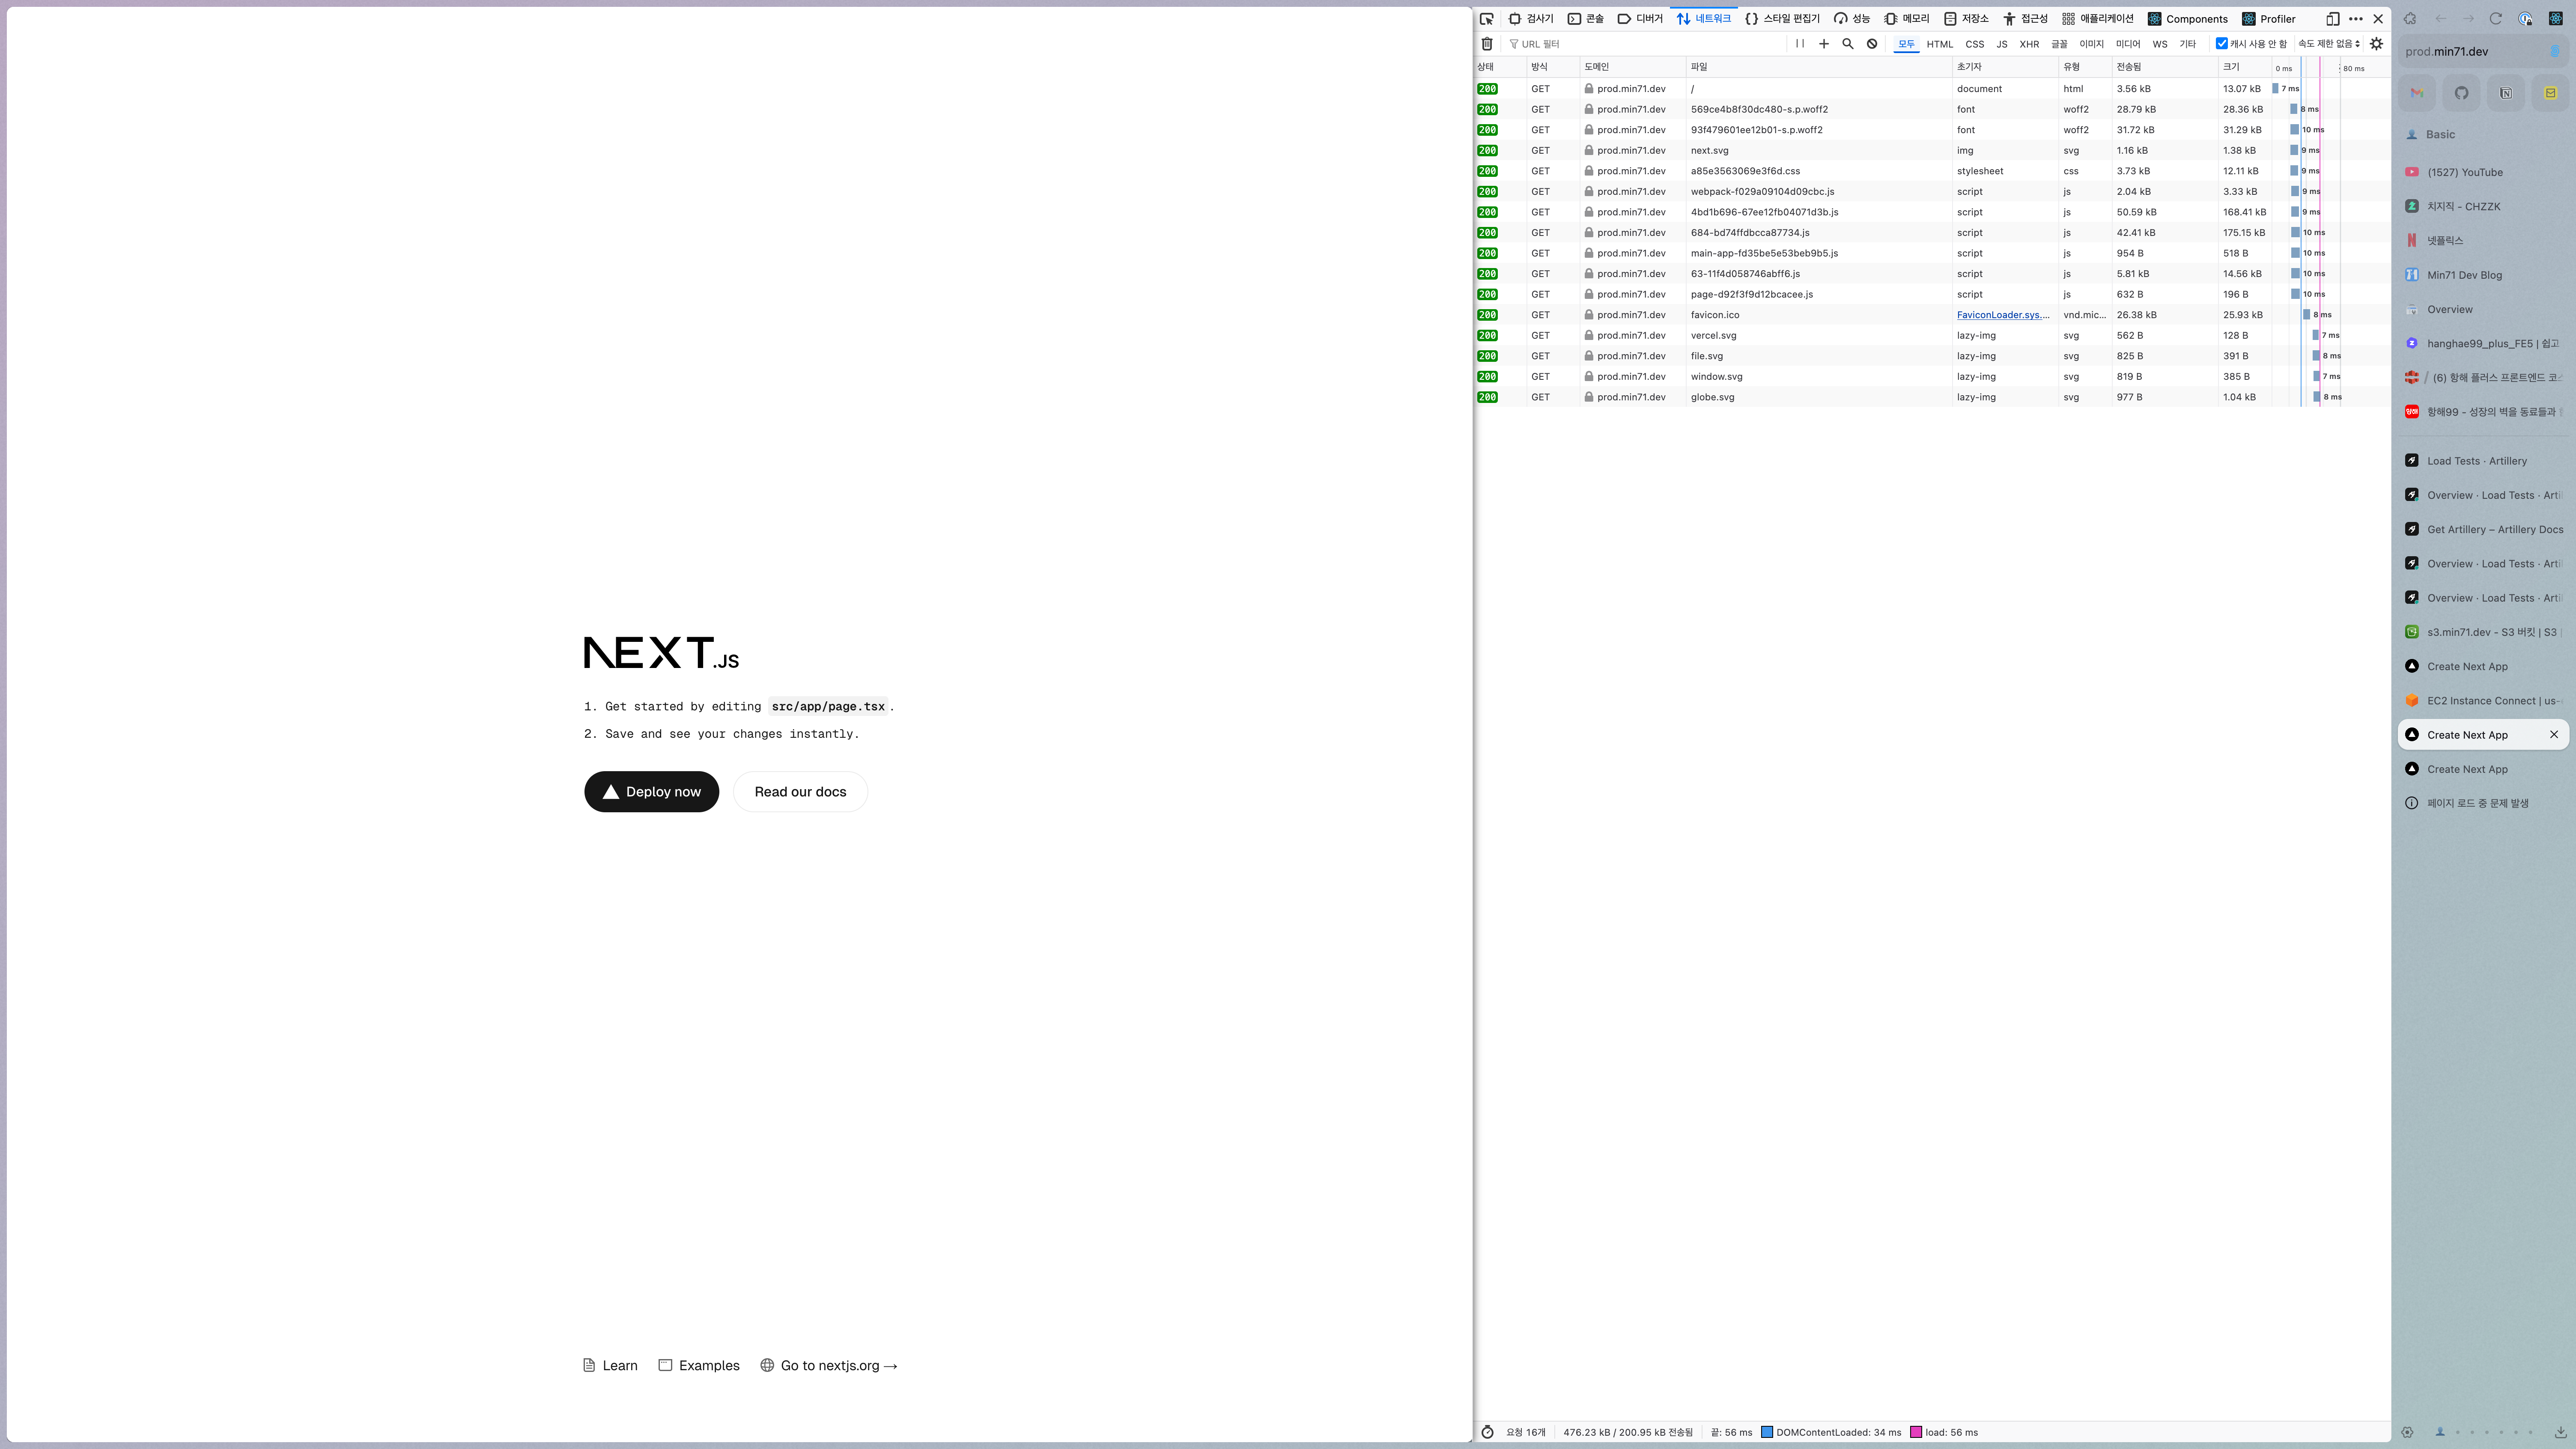 NEXT.JS
1. Get started by editing src/app/page.tsx.
2. Save and see your changes instantly.
Deploy now
Read our docs
Learn
Examples
Go to nextjs.org →
검사기 콘솔 디버거 네트워크 스타일 편집기 성능 메모리 저장소 접근성 애플리케이션 Components Profiler
URL 필터 모두 HTML CSS JS XHR 글꼴 이미지 미디어 WS 기타 캐시 사용 안 함 속도 제한 없음
상태 방식 도메인 파일 초기자 유형 전송됨 크기 0 ms 80 ms
200 GET prod.min71.dev / document html 3.56 kB 13.07 kB 7 ms
200 GET prod.min71.dev 569ce4b8f30dc480-s.p.woff2 font woff2 28.79 kB 28.36 kB 8 ms
200 GET prod.min71.dev 93f479601ee12b01-s.p.woff2 font woff2 31.72 kB 31.29 kB 10 ms
200 GET prod.min71.dev next.svg img svg 1.16 kB 1.38 kB 9 ms
200 GET prod.min71.dev a85e3563069e3f6d.css stylesheet css 3.73 kB 12.11 kB 9 ms
200 GET prod.min71.dev webpack-f029a09104d09cbc.js script js 2.04 kB 3.33 kB 9 ms
200 GET prod.min71.dev 4bd1b696-67ee12fb04071d3b.js script js 50.59 kB 168.41 kB 9 ms
200 GET prod.min71.dev 684-bd74ffdbcca87734.js script js 42.41 kB 175.15 kB 10 ms
200 GET prod.min71.dev main-app-fd35be5e53beb9b5.js script js 954 B 518 B 10 ms
200 GET prod.min71.dev 63-11f4d058746abff6.js script js 5.81 kB 14.56 kB 10 ms
200 GET prod.min71.dev page-d92f3f9d12bcacee.js script js 632 B 196 B 10 ms
200 GET prod.min71.dev favicon.ico FaviconLoader.sys.... vnd.mic... 26.38 kB 25.93 kB 8 ms
200 GET prod.min71.dev vercel.svg lazy-img svg 562 B 128 B 7 ms
200 GET prod.min71.dev file.svg lazy-img svg 825 B 391 B 8 ms
200 GET prod.min71.dev window.svg lazy-img svg 819 B 385 B 7 ms
200 GET prod.min71.dev globe.svg lazy-img svg 977 B 1.04 kB 8 ms
요청 16개 476.23 kB / 200.95 kB 전송됨 끝: 56 ms DOMContentLoaded: 34 ms load: 56 ms
prod.min71.dev
Basic
(1527) YouTube
치지직 - CHZZK
넷플릭스
Min71 Dev Blog
Overview
hanghae99_plus_FE5 | 쉽고
/ (6) 항해 플러스 프론트엔드 코
항해 항해99 - 성장의 벽을 동료들과
Load Tests · Artillery
Overview · Load Tests · Arti
Get Artillery – Artillery Docs
Overview · Load Tests · Arti
Overview · Load Tests · Arti
s3.min71.dev - S3 버킷 | S3 |
Create Next App
EC2 Instance Connect | us-
Create Next App
Create Next App
페이지 로드 중 문제 발생